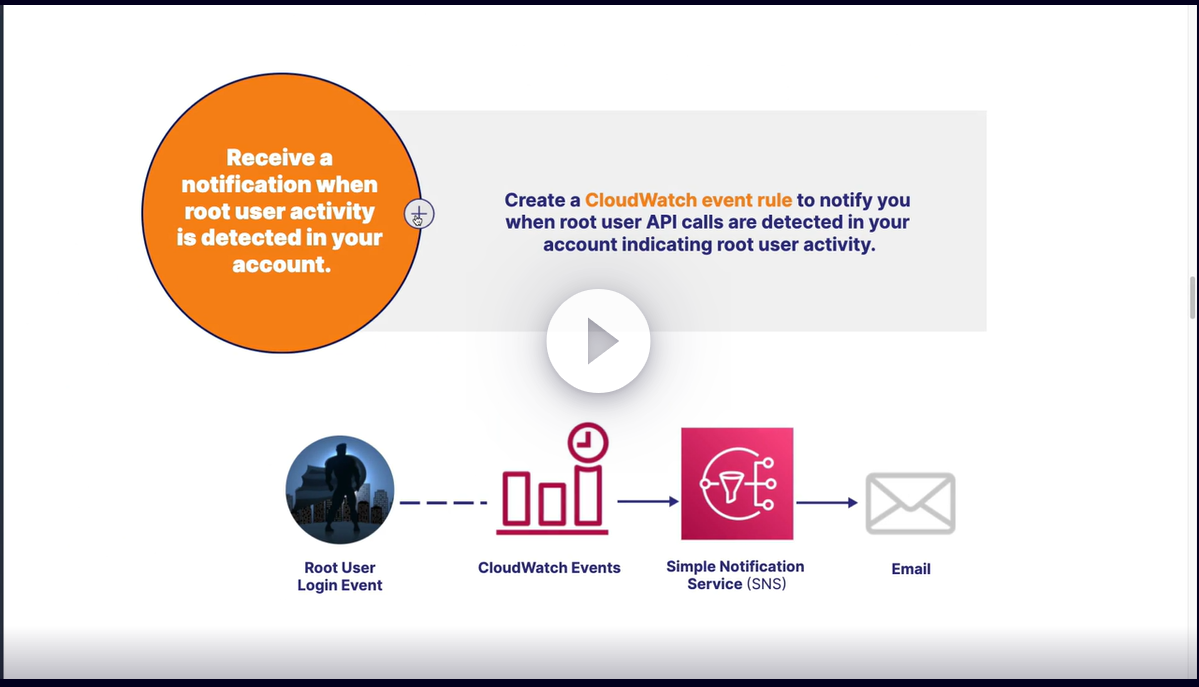 Receive a
notification when
root user activity
is detected in your
account.
Create a CloudWatch event rule to notify you
when root user API calls are detected in your
account indicating root user activity.
Root User
Login Event
CloudWatch Events
Simple Notification
Service (SNS)
Email